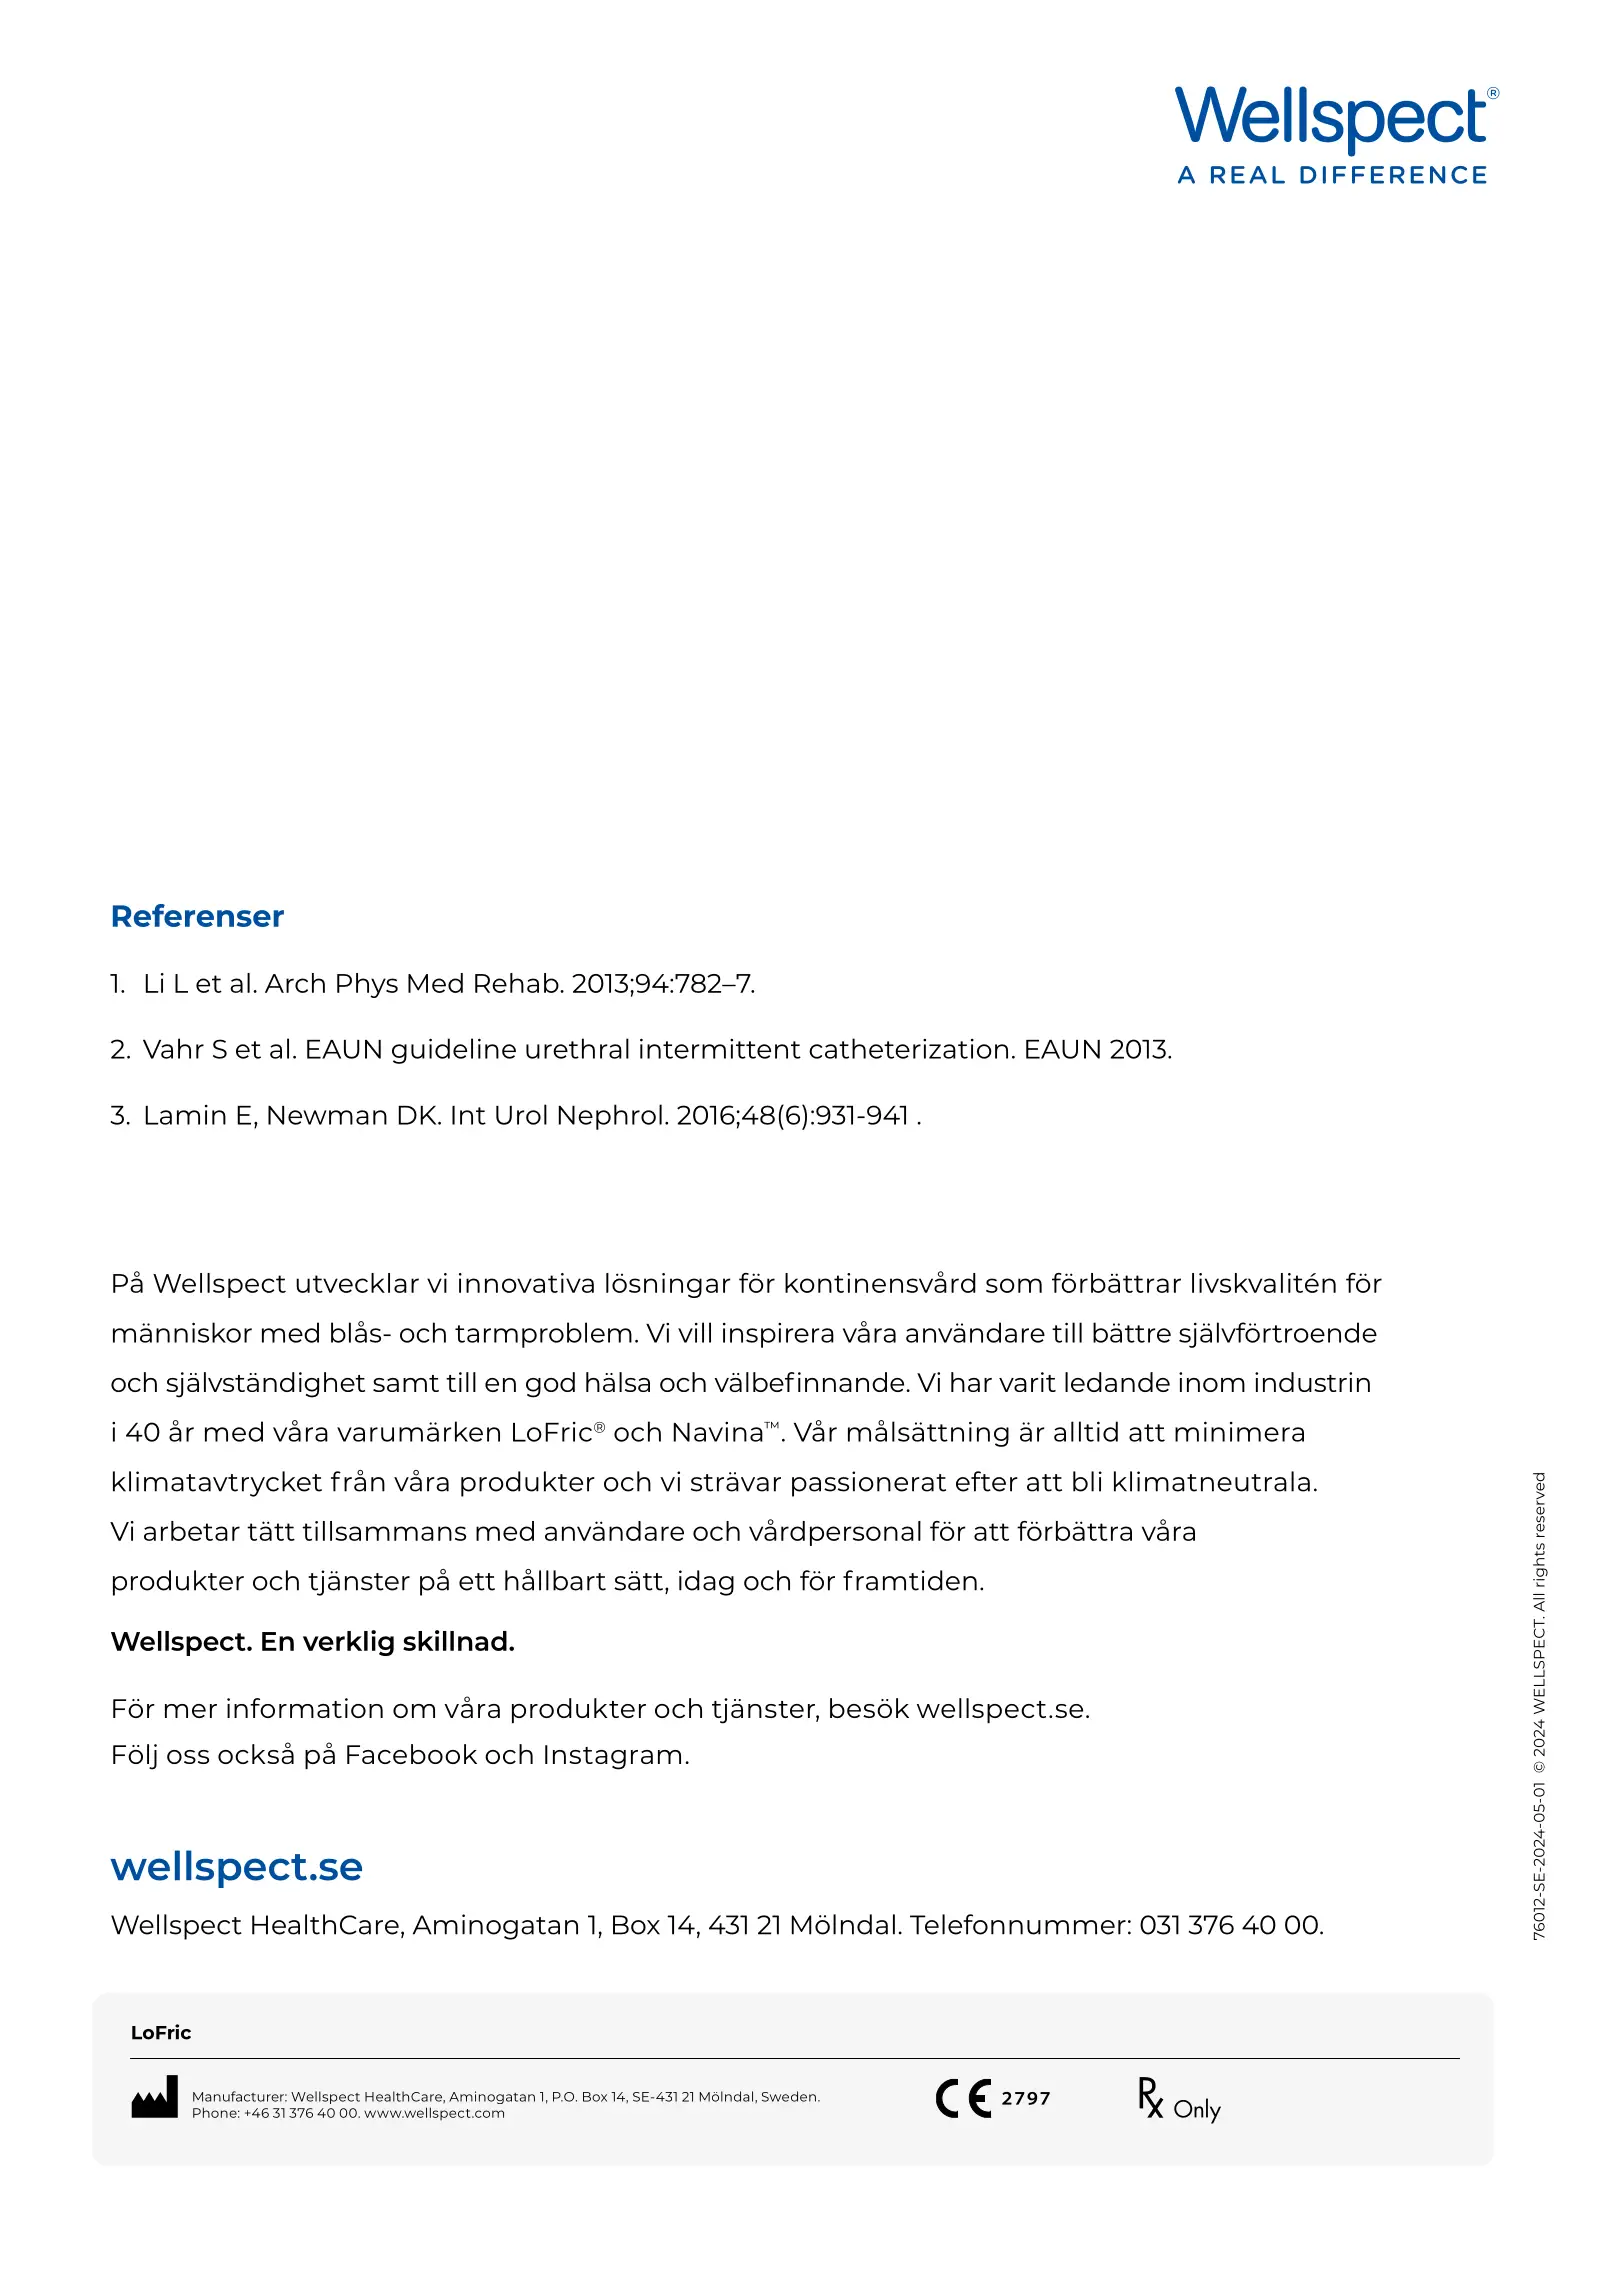 Wellspect®
A REAL DIFFERENCE
Referenser
1. Li L et al. Arch Phys Med Rehab. 2013;94:782–7.
2. Vahr S et al. EAUN guideline urethral intermittent catheterization. EAUN 2013.
3. Lamin E, Newman DK. Int Urol Nephrol. 2016;48(6):931-941 .
På Wellspect utvecklar vi innovativa lösningar för kontinensvård som förbättrar livskvalitén för
människor med blås- och tarmproblem. Vi vill inspirera våra användare till bättre självförtroende
och självständighet samt till en god hälsa och välbefinnande. Vi har varit ledande inom industrin
i 40 år med våra varumärken LoFric® och Navina™. Vår målsättning är alltid att minimera
klimatavtrycket från våra produkter och vi strävar passionerat efter att bli klimatneutrala.
Vi arbetar tätt tillsammans med användare och vårdpersonal för att förbättra våra
produkter och tjänster på ett hållbart sätt, idag och för framtiden.
Wellspect. En verklig skillnad.
För mer information om våra produkter och tjänster, besök wellspect.se.
Följ oss också på Facebook och Instagram.
wellspect.se
Wellspect HealthCare, Aminogatan 1, Box 14, 431 21 Mölndal. Telefonnummer: 031 376 40 00.
76012-SE-2024-05-01 © 2024 WELLSPECT. All rights reserved
LoFric
Manufacturer: Wellspect HealthCare, Aminogatan 1, P.O. Box 14, SE-431 21 Mölndal, Sweden.
Phone: +46 31 376 40 00. www.wellspect.com
CE 2797
Rx Only